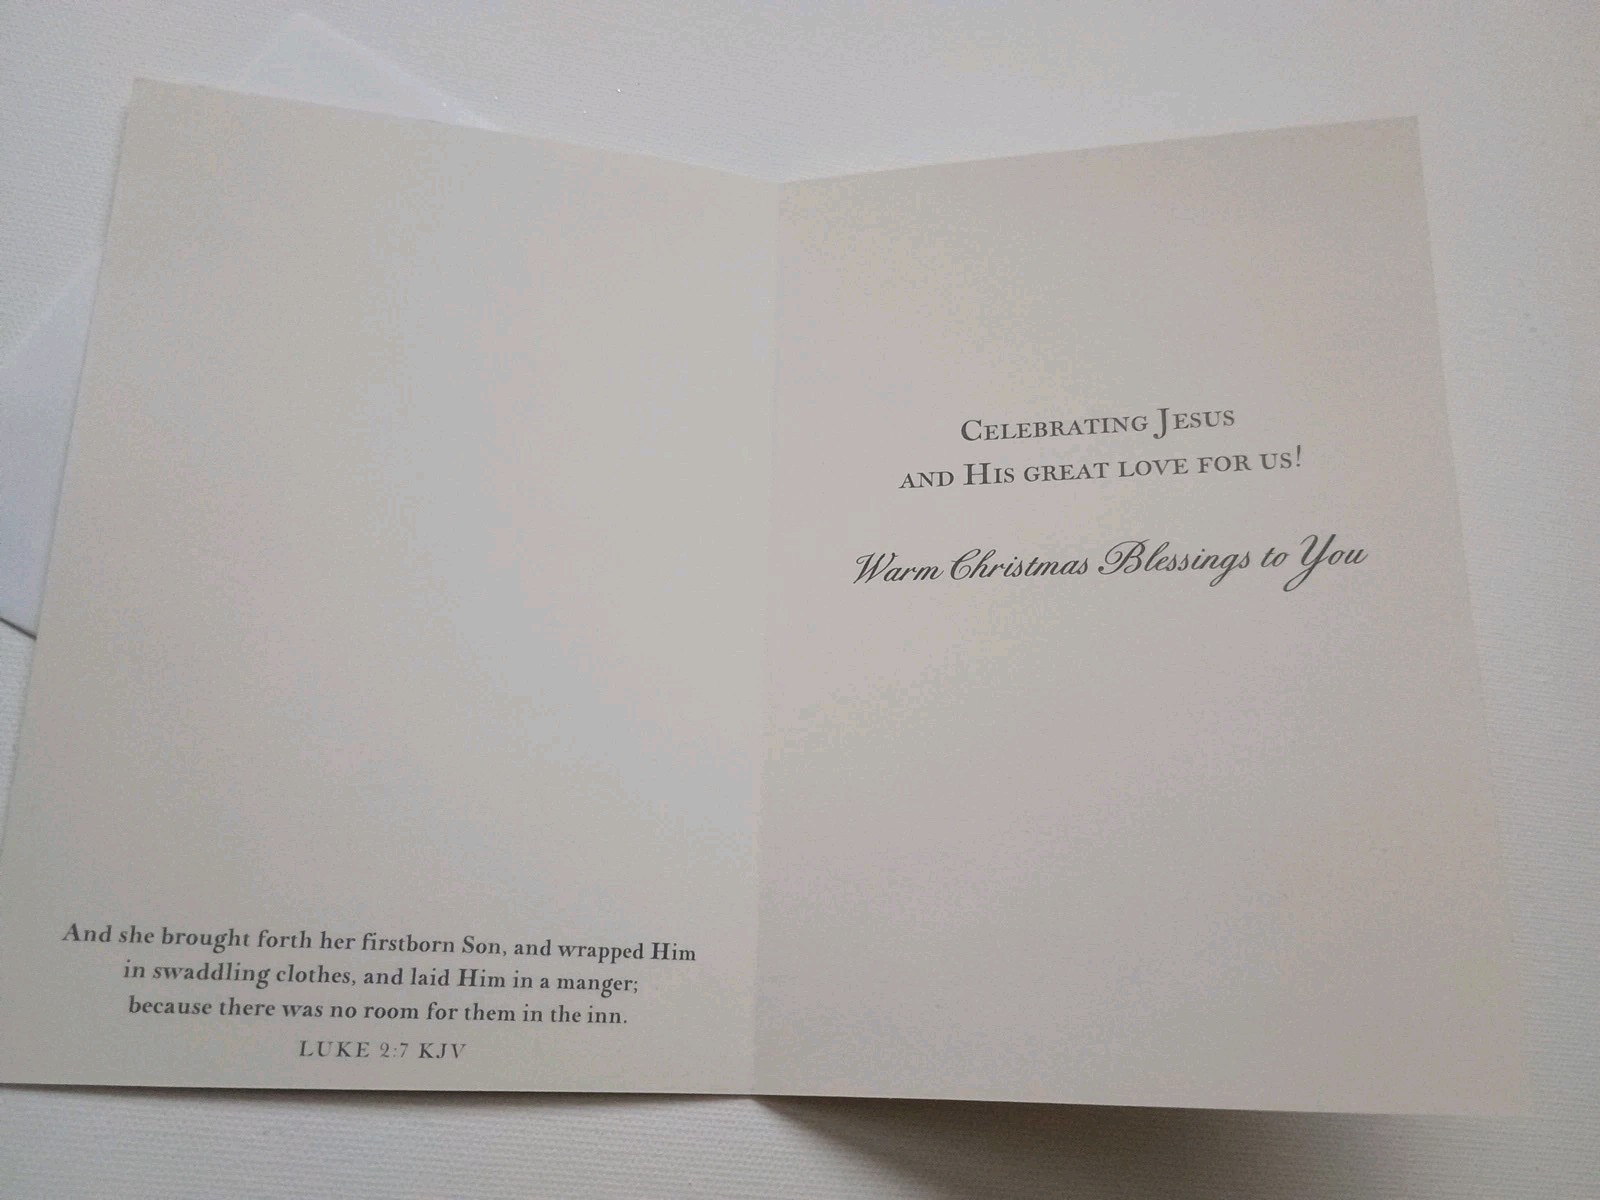 And she brought forth her firstborn Son, and wrapped Him
in swaddling clothes, and laid Him in a manger;
because there was no room for them in the inn.
LUKE 2:7 KJV
CELEBRATING JESUS
AND HIS GREAT LOVE FOR US!
Warm Christmas Blessings to You